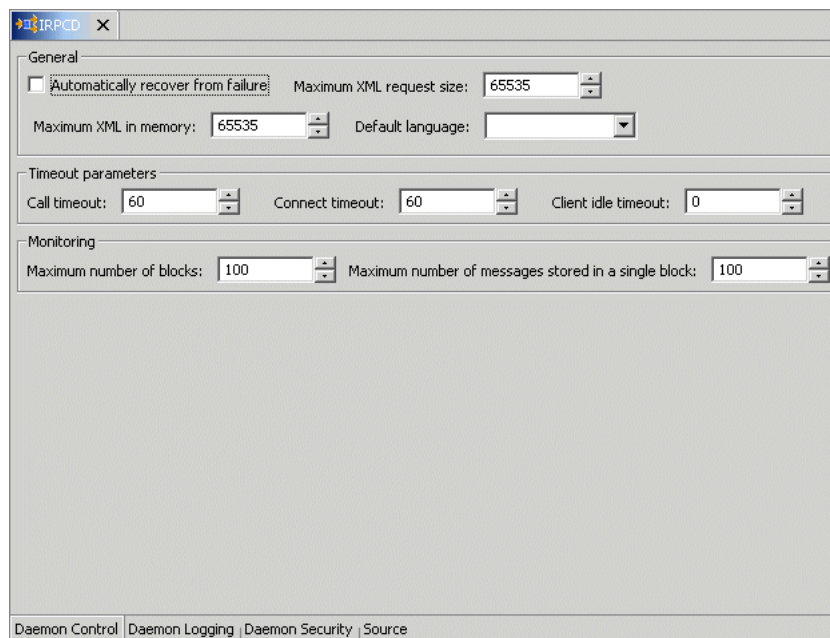 IRPCD
General
Automatically recover from failure Maximum XML request size: 65535
Maximum XML in memory: 65535 Default language:
Timeout parameters
Call timeout: 60 Connect timeout: 60 Client idle timeout: 0
Monitoring
Maximum number of blocks: 100 Maximum number of messages stored in a single block: 100
Daemon Control Daemon Logging Daemon Security Source